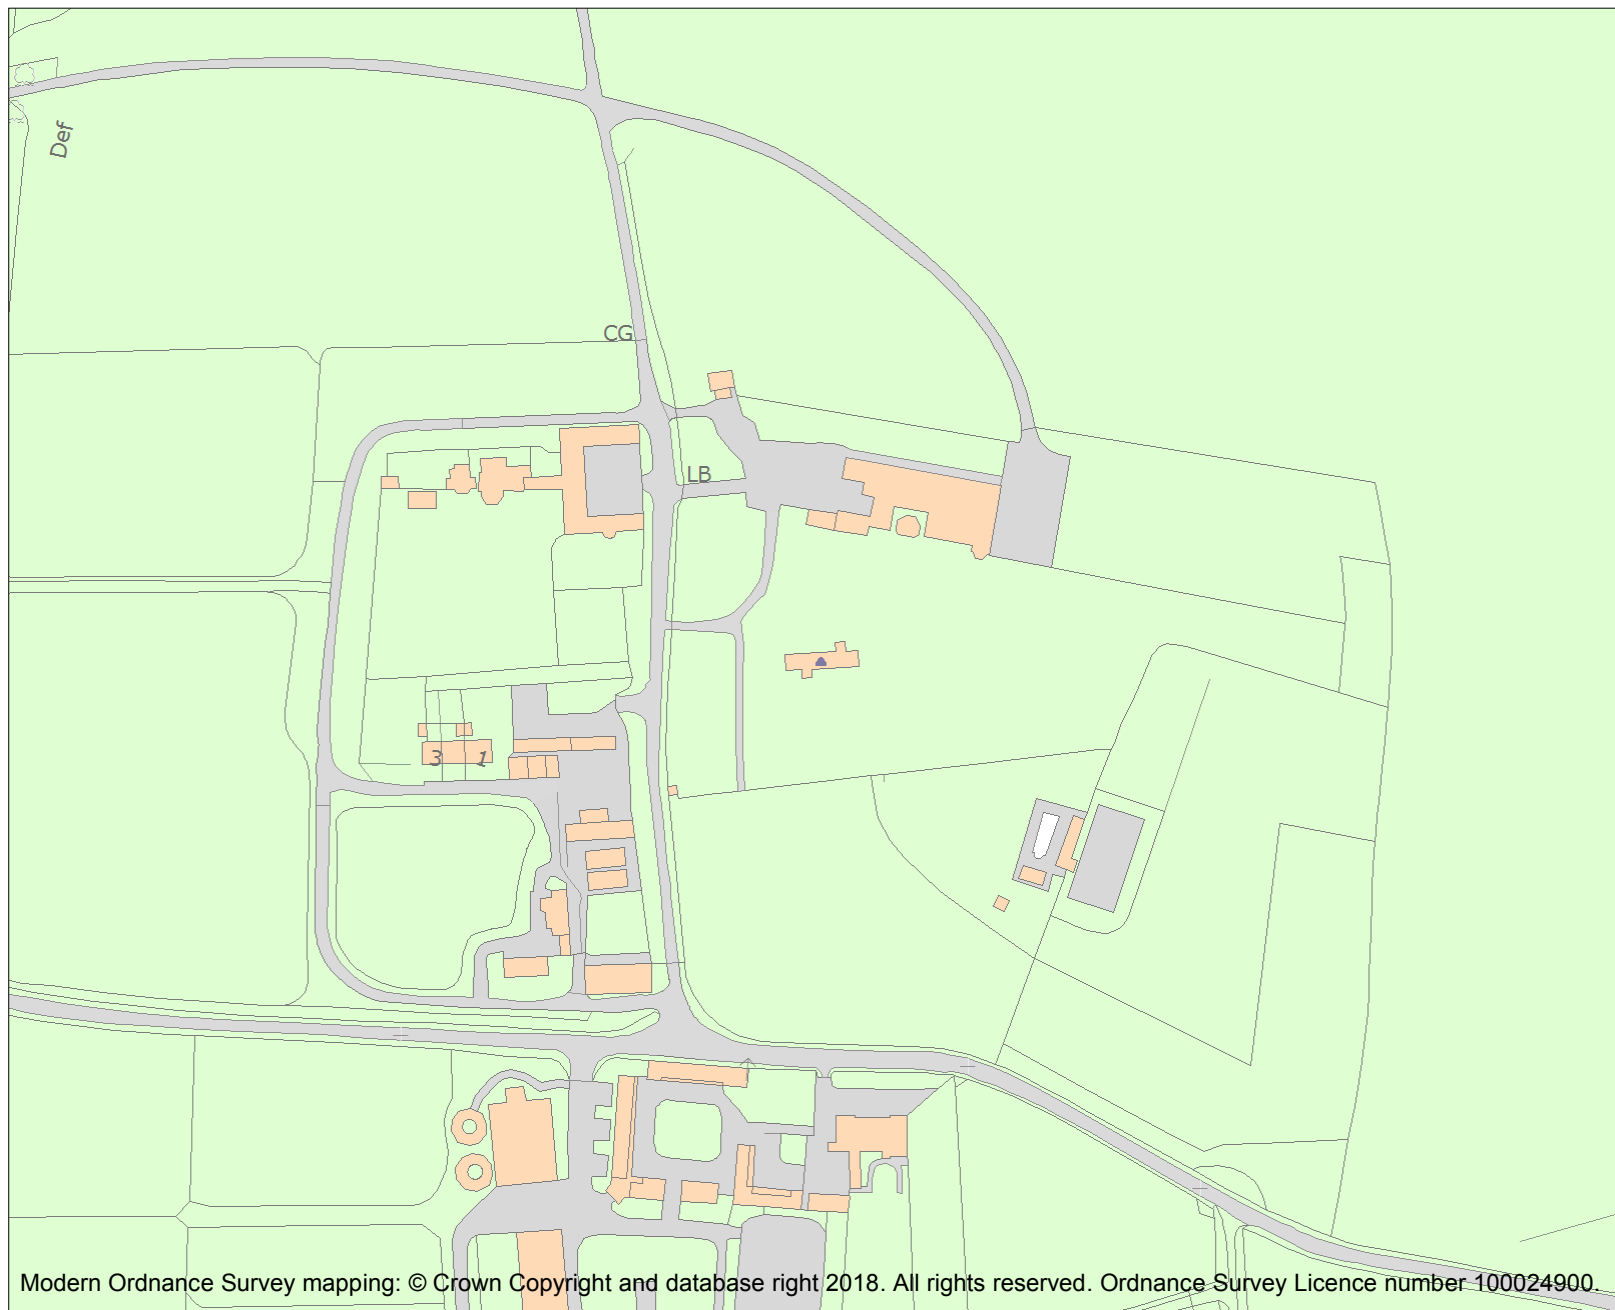 Def
CG
LB
3 1
Modern Ordnance Survey mapping: © Crown Copyright and database right 2018. All rights reserved. Ordnance Survey Licence number 100024900.